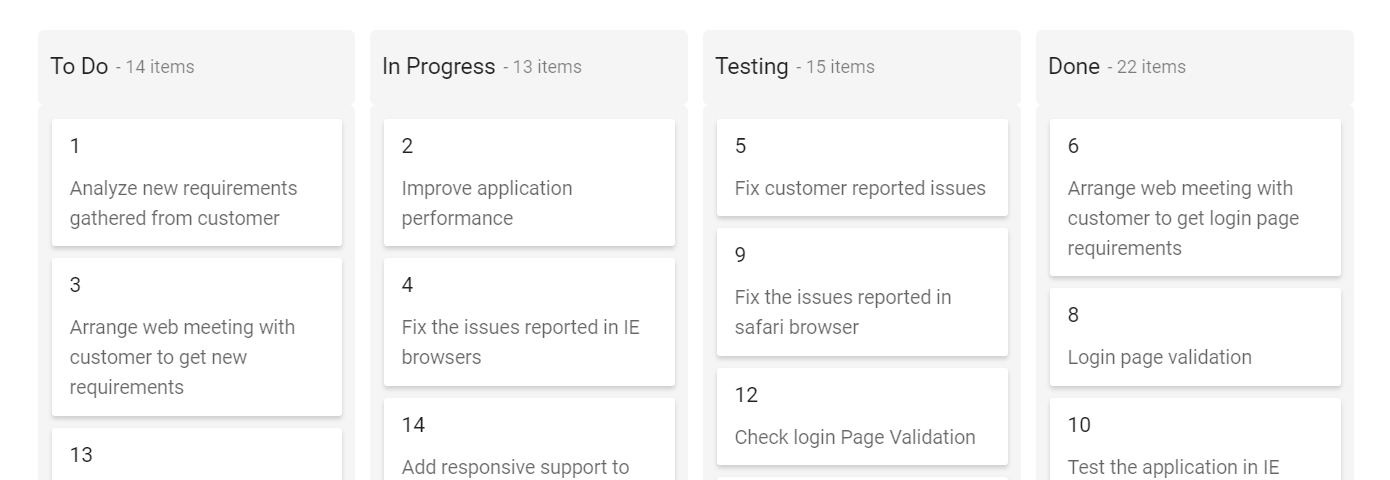 To Do - 14 items
1
Analyze new requirements
gathered from customer
3
Arrange web meeting with
customer to get new
requirements
13
In Progress - 13 items
2
Improve application
performance
4
Fix the issues reported in IE
browsers
14
Add responsive support to
Testing - 15 items
5
Fix customer reported issues
9
Fix the issues reported in
safari browser
12
Check login Page Validation
Done - 22 items
6
Arrange web meeting with
customer to get login page
requirements
8
Login page validation
10
Test the application in IE